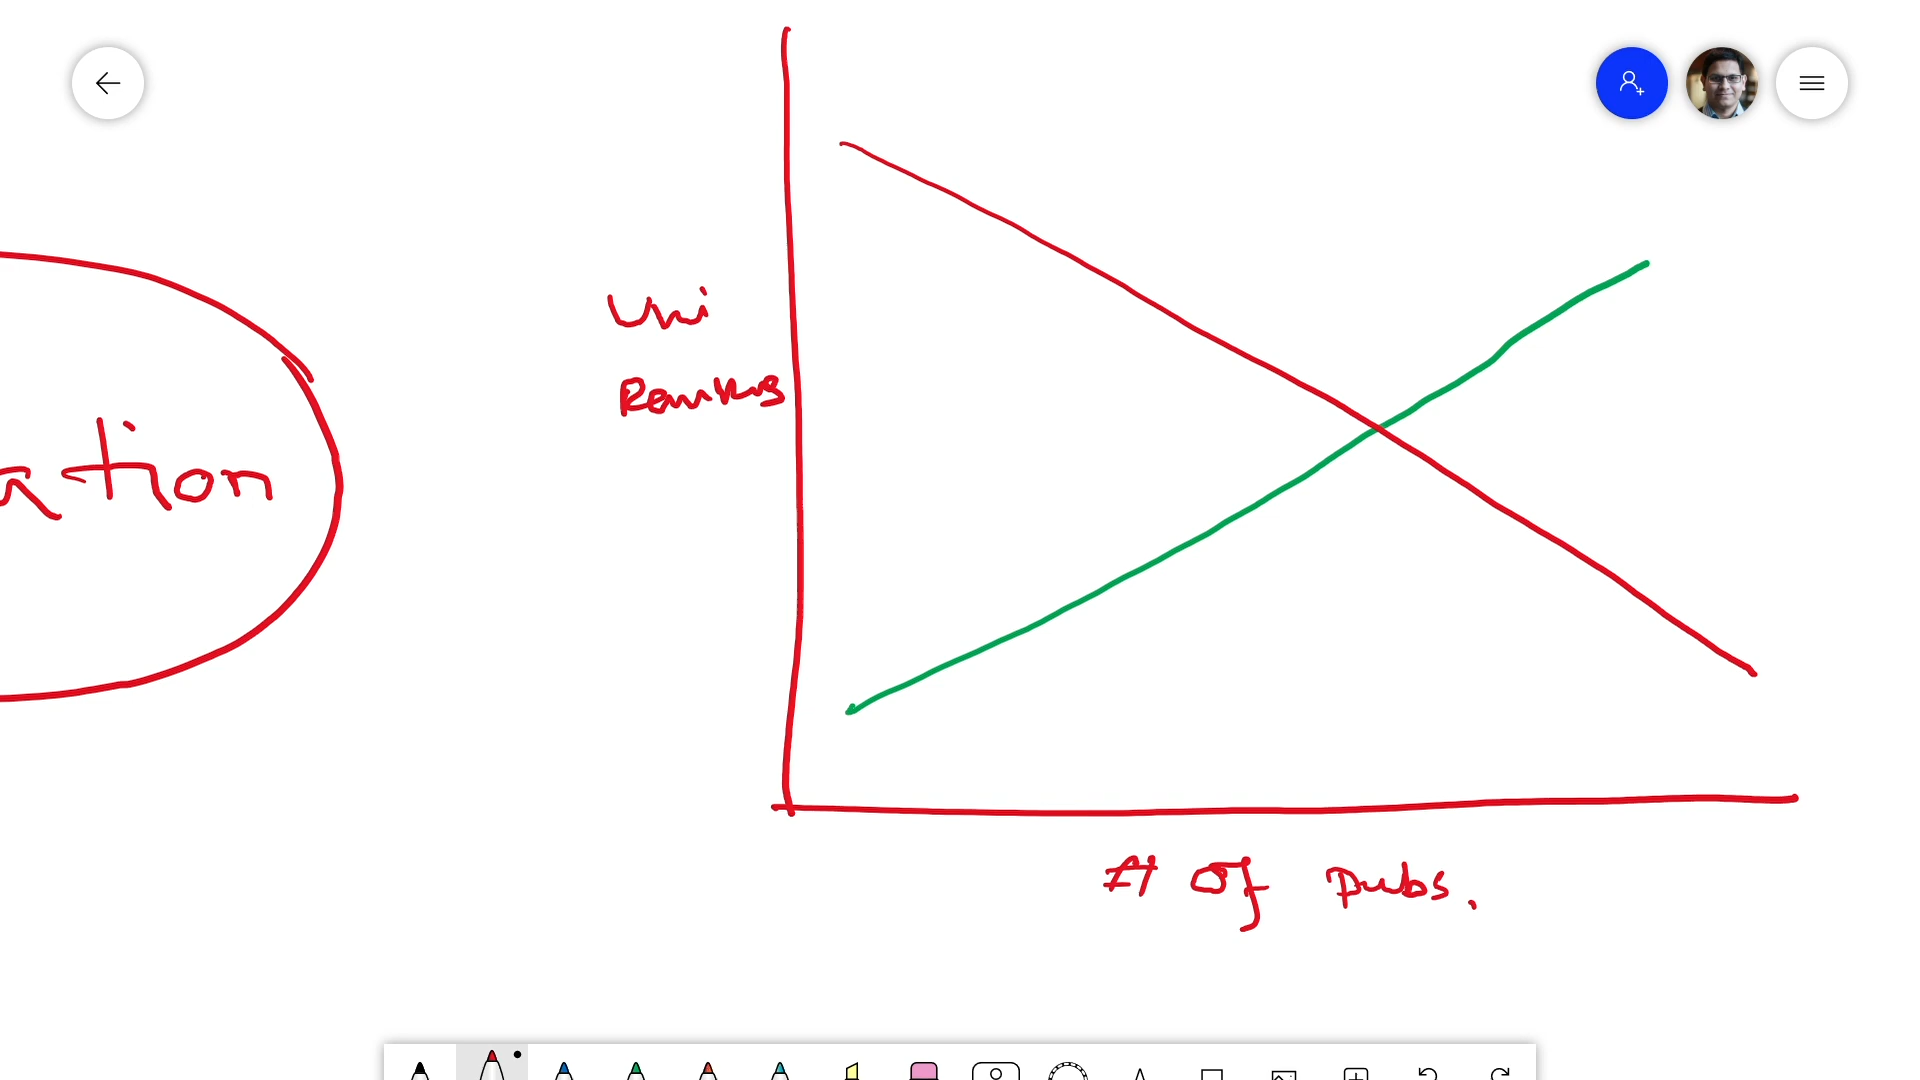 Uni
Rankings
ation
# of pubs.